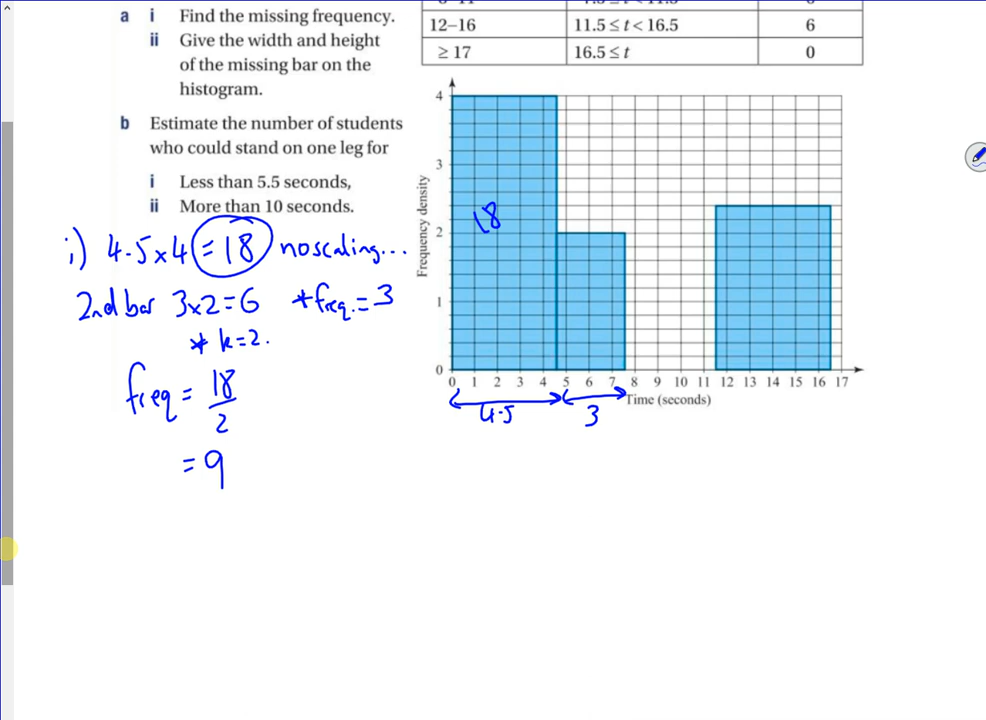 12–16 11.5 ≤ t < 16.5 6
≥ 17 16.5 ≤ t 0
a i Find the missing frequency.
ii Give the width and height
of the missing bar on the
histogram.
b Estimate the number of students
who could stand on one leg for
i Less than 5.5 seconds,
ii More than 10 seconds.
i) 4.5 × 4 = 18 no scaling...
2nd bar 3×2=6 * freq. = 3
* k=2.
freq = 18/2
= 9
Frequency density
4
3
2
1
0
18
0 1 2 3 4 5 6 7 8 9 10 11 12 13 14 15 16 17
Time (seconds)
4.5 3